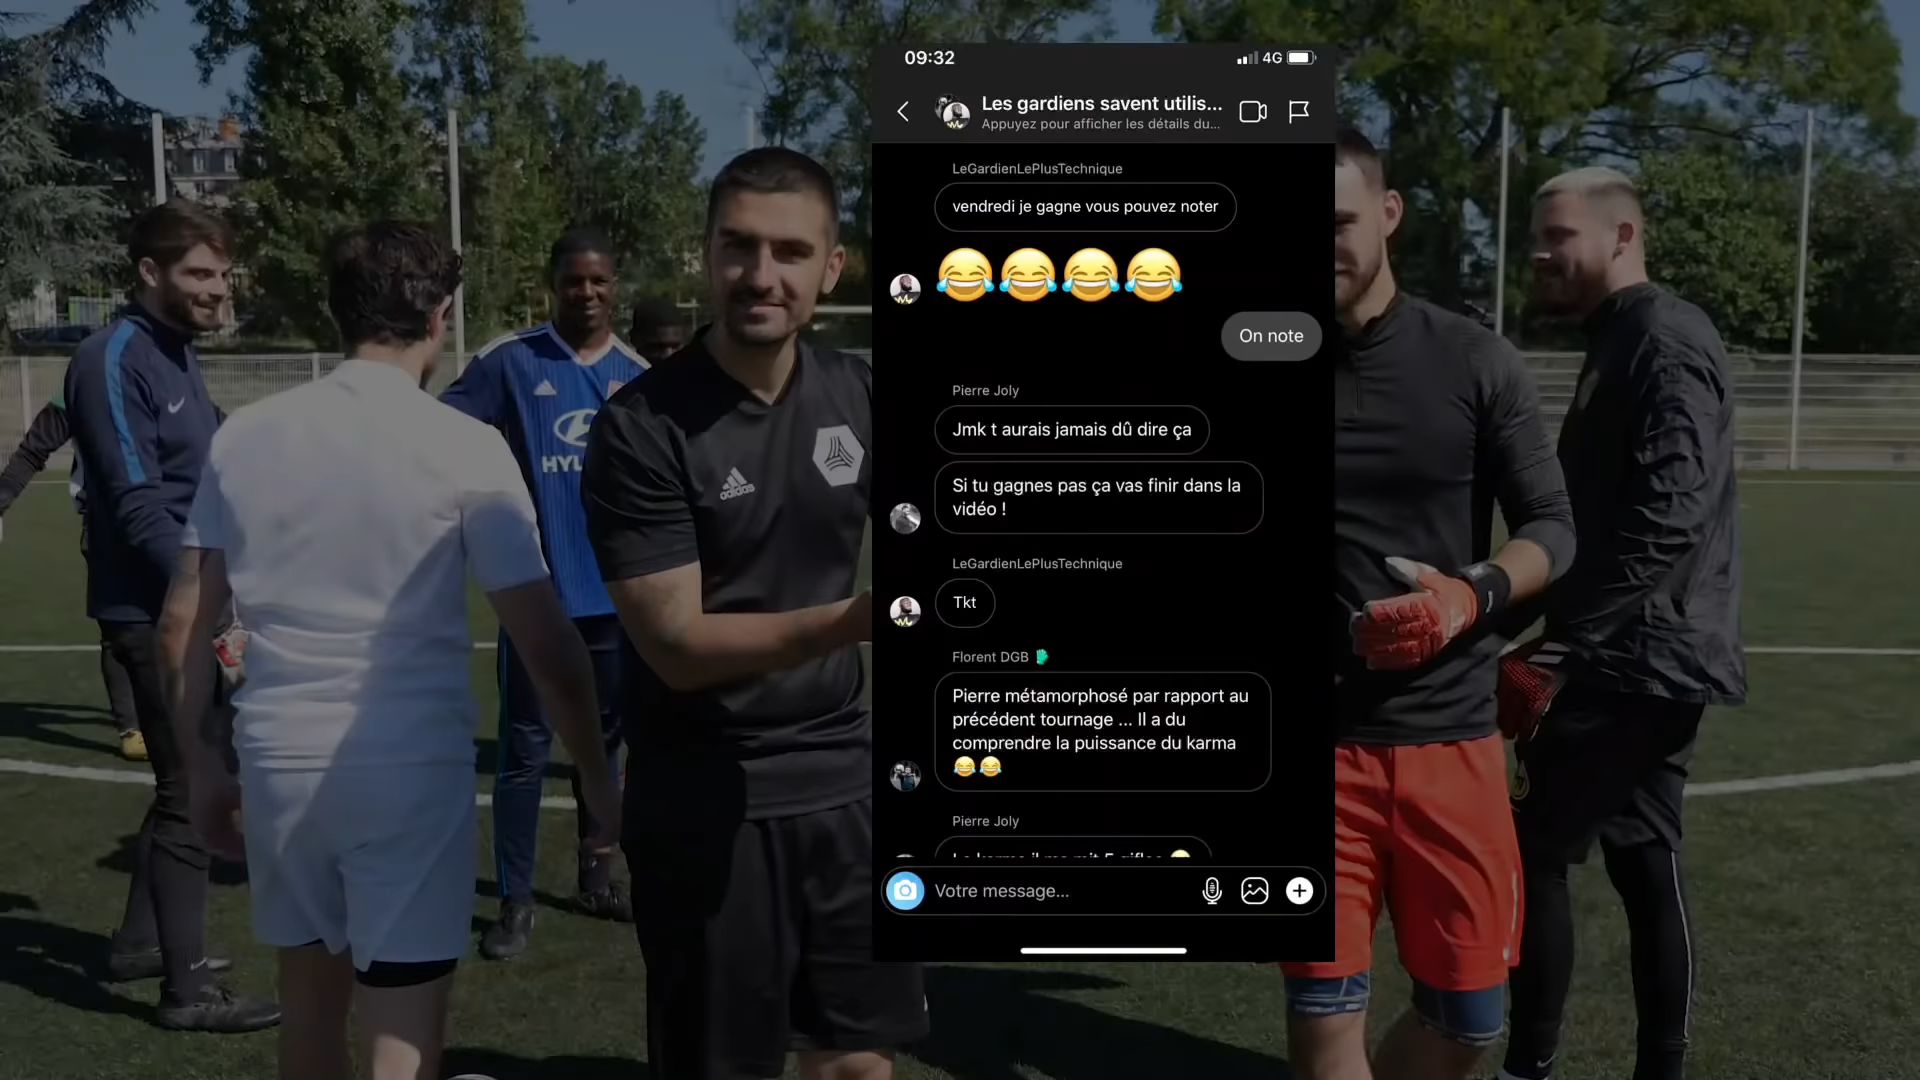 09:32
4G
Les gardiens savent utilis...
Appuyez pour afficher les détails du...
LeGardienLePlusTechnique
vendredi je gagne vous pouvez noter
😂😂😂😂
On note
Pierre Joly
Jmk t aurais jamais dû dire ça
Si tu gagnes pas ça vas finir dans la
vidéo !
LeGardienLePlusTechnique
Tkt
Florent DGB
Pierre métamorphosé par rapport au
précédent tournage ... Il a du
comprendre la puissance du karma
😂😂
Pierre Joly
Votre message...
adidas
HYU